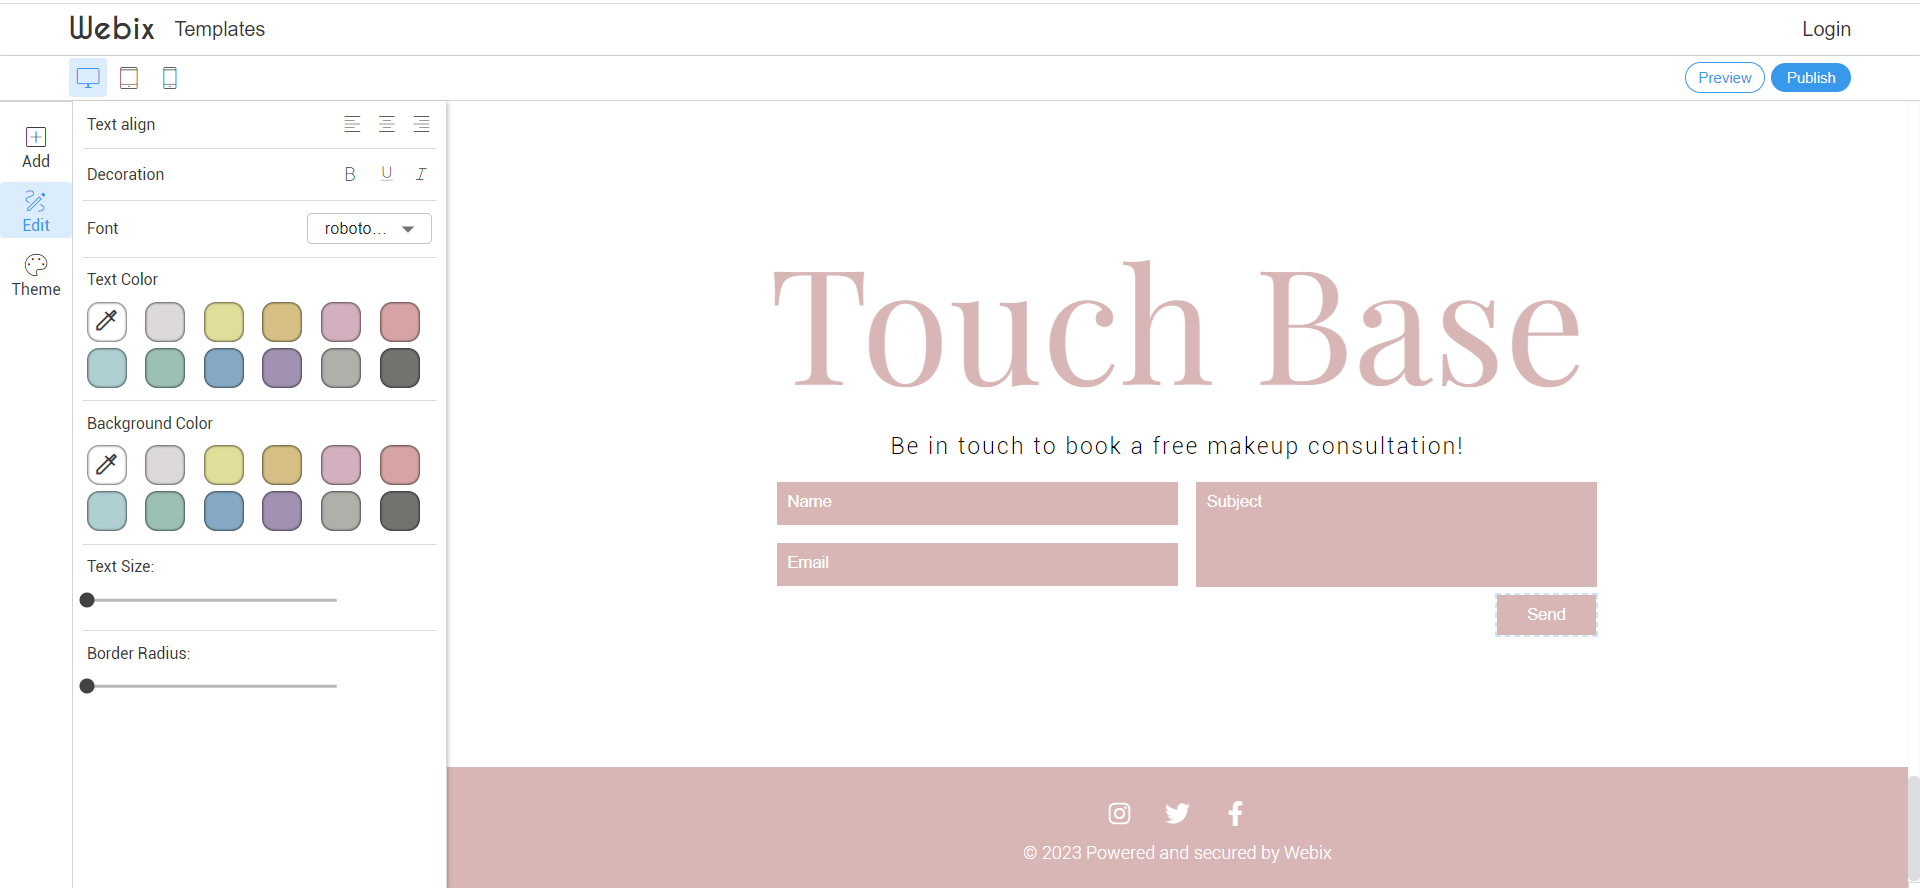 Webix Templates Login
Preview Publish
Add
Edit
Theme
Text align
Decoration B U I
Font roboto...
Text Color
Background Color
Text Size:
Border Radius:
Touch Base
Be in touch to book a free makeup consultation!
Name
Subject
Email
Send
© 2023 Powered and secured by Webix